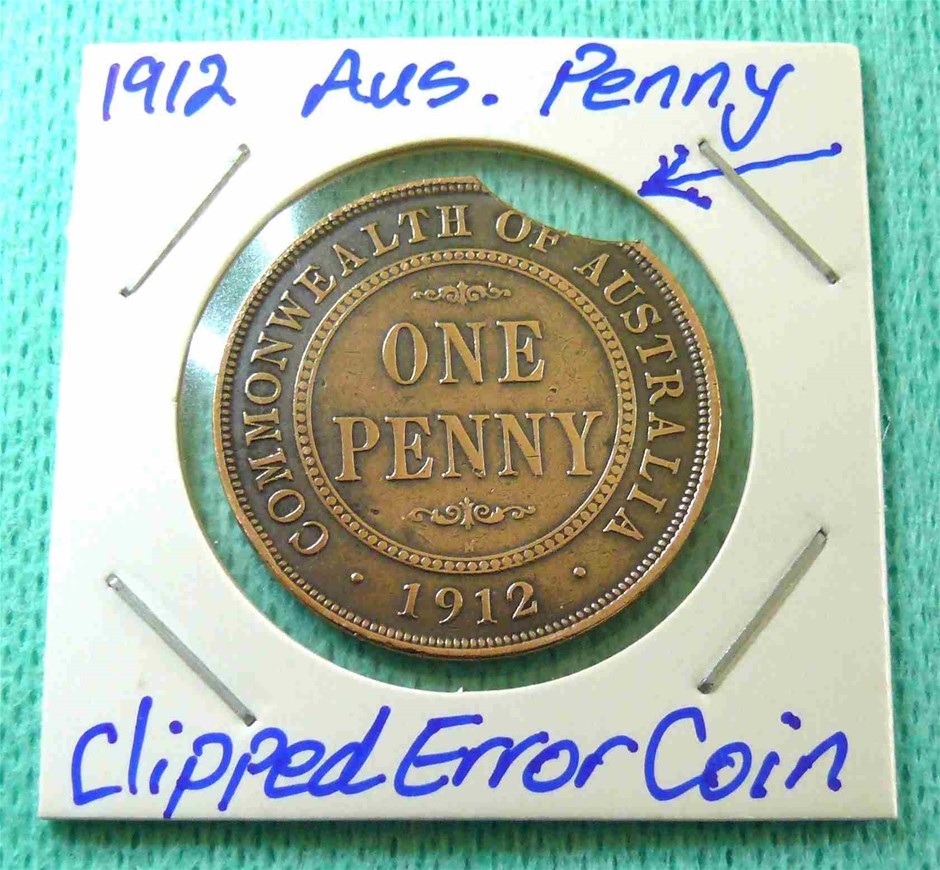 1912 Aus. Penny
COMMONWEALTH OF AUSTRALIA
ONE
PENNY
H
· 1912 ·
Clipped Error Coin